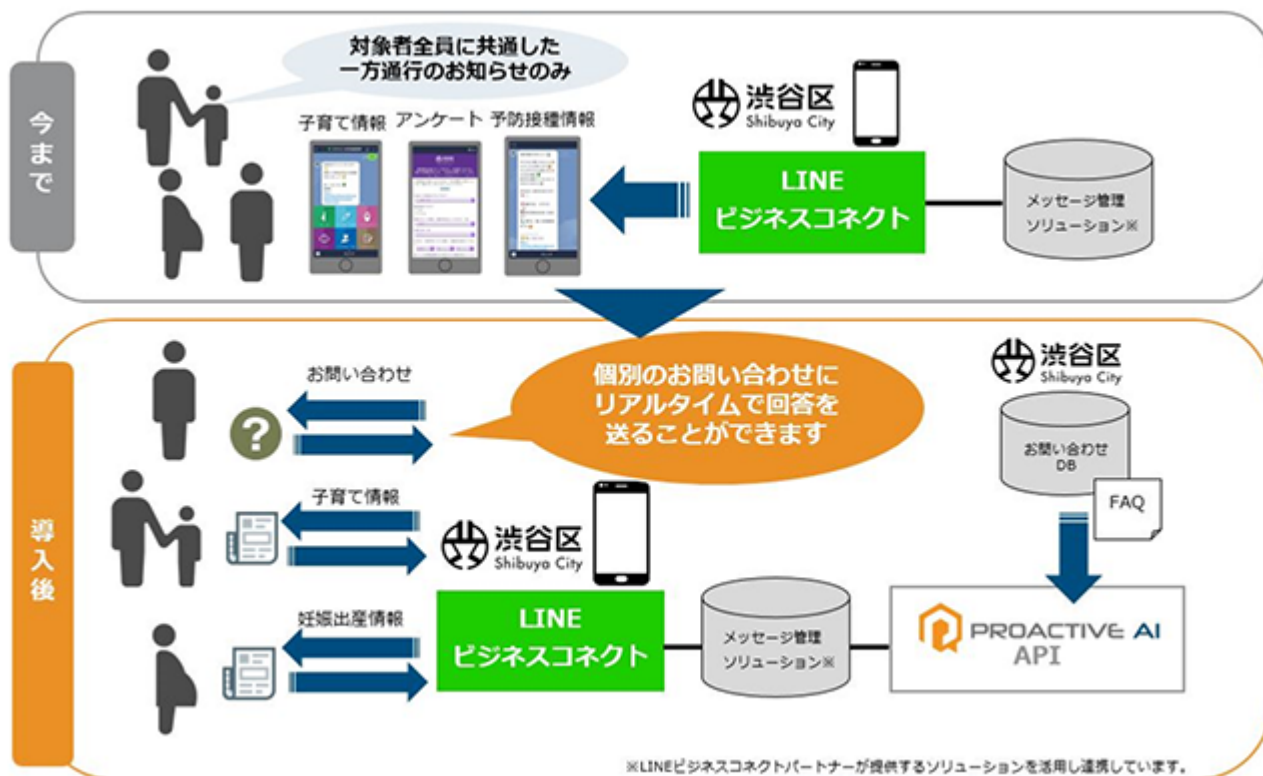 今まで
対象者全員に共通した
一方通行のお知らせのみ
子育て情報
アンケート
予防接種情報
渋谷区
Shibuya City
LINE
ビジネスコネクト
メッセージ管理
ソリューション※
導入後
お問い合わせ
?
個別のお問い合わせに
リアルタイムで回答を
送ることができます
渋谷区
Shibuya City
お問い合わせ
DB
FAQ
子育て情報
渋谷区
Shibuya City
妊娠出産情報
LINE
ビジネスコネクト
メッセージ管理
ソリューション※
PROACTIVE AI
API
※LINEビジネスコネクトパートナーが提供するソリューションを活用し連携しています。